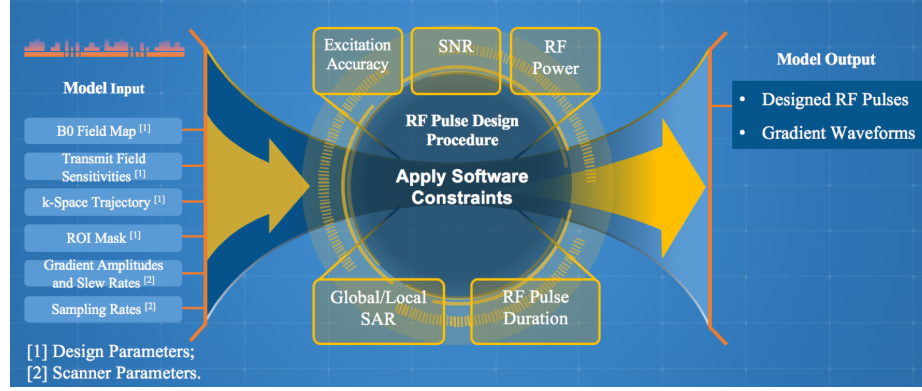 Model Input
B0 Field Map [1]
Transmit Field
Sensitivities [1]
k-Space Trajectory [1]
ROI Mask [1]
Gradient Amplitudes
and Slew Rates [2]
Sampling Rates [2]
[1] Design Parameters;
[2] Scanner Parameters.
Excitation
Accuracy
SNR
RF
Power
RF Pulse Design
Procedure
Apply Software
Constraints
Global/Local
SAR
RF Pulse
Duration
Model Output
• Designed RF Pulses
• Gradient Waveforms